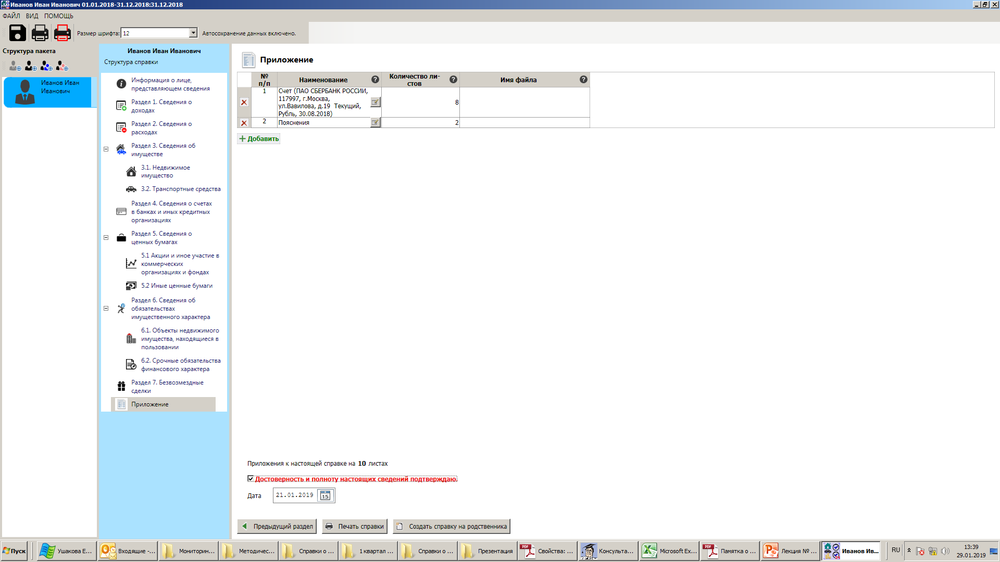 Иванов Иван Иванович 01.01.2018-31.12.2018:31.12.2018
ФАЙЛ ВИД ПОМОЩЬ
Размер шрифта: 12 Автосохранение данных включено.
Структура пакета
Иванов Иван
Иванович
Иванов Иван Иванович
Структура справки
Информация о лице,
представляющем сведения
Раздел 1. Сведения о
доходах
Раздел 2. Сведения о
расходах
Раздел 3. Сведения об
имуществе
3.1. Недвижимое
имущество
3.2. Транспортные средства
Раздел 4. Сведения о счетах
в банках и иных кредитных
организациях
Раздел 5. Сведения о
ценных бумагах
5.1 Акции и иное участие в
коммерческих
организациях и фондах
5.2 Иные ценные бумаги
Раздел 6. Сведения об
обязательствах
имущественного характера
6.1. Объекты недвижимого
имущества, находящиеся в
пользовании
6.2. Срочные обязательства
финансового характера
Раздел 7. Безвозмездные
сделки
Приложение
Приложение
№
п/п
Наименование ?
Количество ли-
стов ?
Имя файла ?
1
Счет (ПАО СБЕРБАНК РОССИИ,
117997, г.Москва,
ул.Вавилова, д.19 Текущий,
Рубль, 30.08.2018)
8
2
Пояснения
2
Добавить
Приложения к настоящей справке на 10 листах
Достоверность и полноту настоящих сведений подтверждаю.
Дата 21.01.2019 15
Предыдущий раздел Печать справки Создать справку на родственника
Пуск Ушакова Е... Входящие -... Мониторин... Методичес... Справки о ... 1 квартал ... Справки о ... Презентация Свойства: ... Консульта... Microsoft Ex... Памятка о ... Лекция № ... Иванов Ив... RU 13:39
29.01.2019